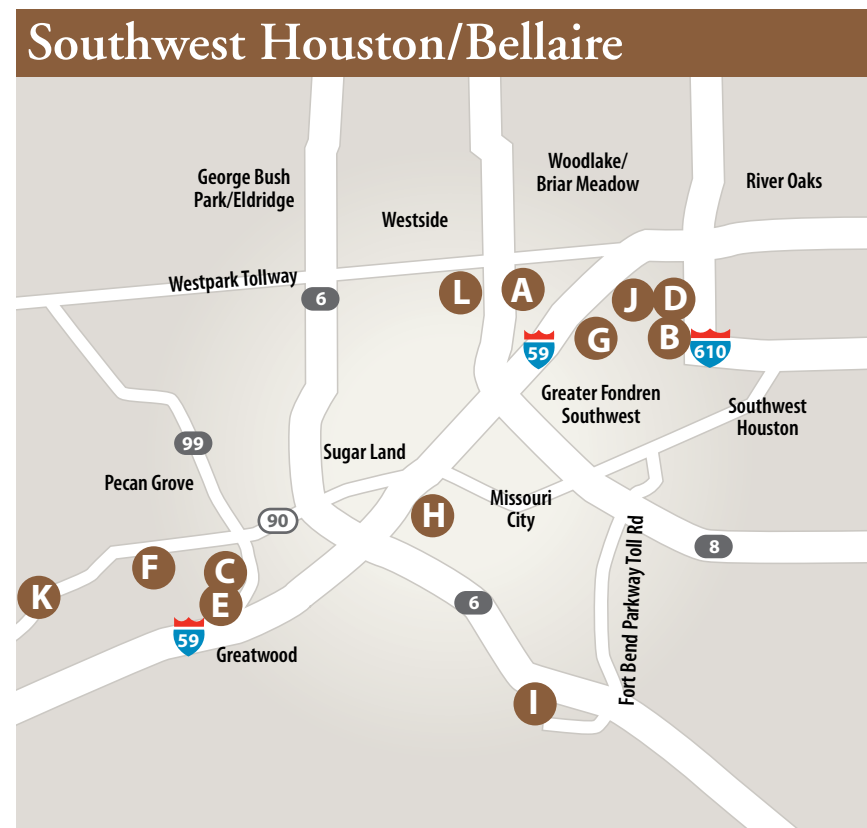 Southwest Houston/Bellaire
George Bush
Park/Eldridge
Westside
Woodlake/
Briar Meadow
River Oaks
Westpark Tollway
6
L
A
J
D
G
B
59
610
Greater Fondren
Southwest
Southwest
Houston
99
Sugar Land
Pecan Grove
90
H
Missouri
City
8
F
C
K
E
6
59
Greatwood
Fort Bend Parkway Toll Rd
I